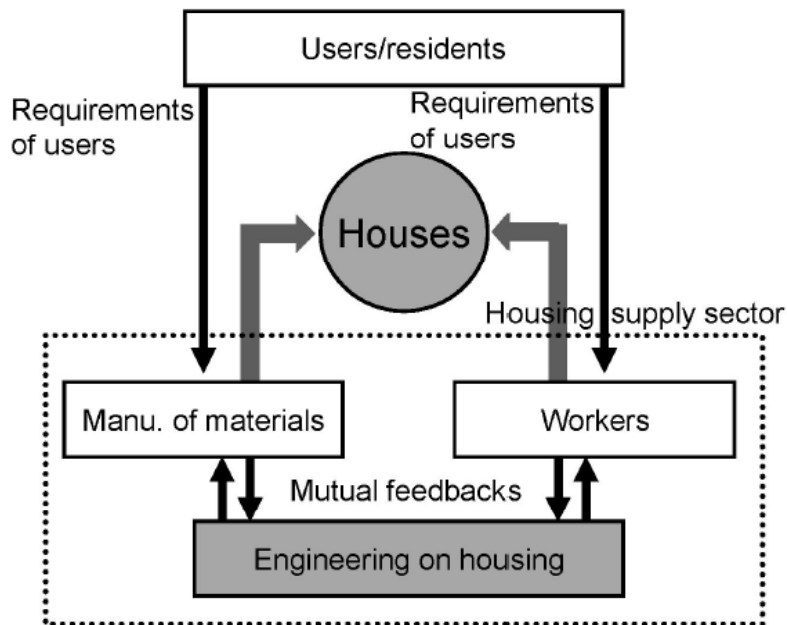 Users/residents
Requirements
of users
Requirements
of users
Houses
Housing supply sector
Manu. of materials
Workers
Mutual feedbacks
Engineering on housing